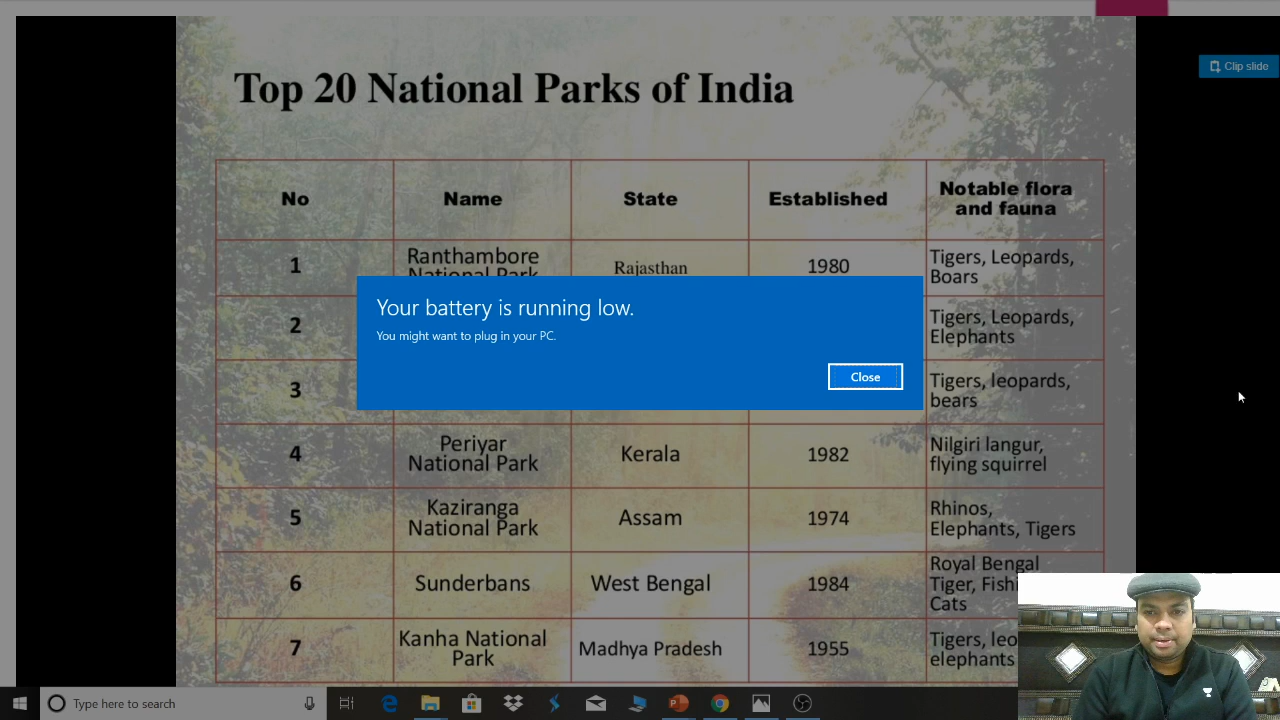 Clip slide
Top 20 National Parks of India
No
Name
State
Established
Notable flora
and fauna
1
Ranthambore
National Park
Rajasthan
1980
Tigers, Leopards,
Boars
2
Tigers, Leopards,
Elephants
Your battery is running low.
You might want to plug in your PC.
Close
3
Tigers, leopards,
bears
4
Periyar
National Park
Kerala
1982
Nilgiri langur,
flying squirrel
5
Kaziranga
National Park
Assam
1974
Rhinos,
Elephants, Tigers
6
Sunderbans
West Bengal
1984
Royal Bengal
Tiger,
Cats
7
Kanha National
Park
Madhya Pradesh
1955
Tigers,
elephants
Type here to search